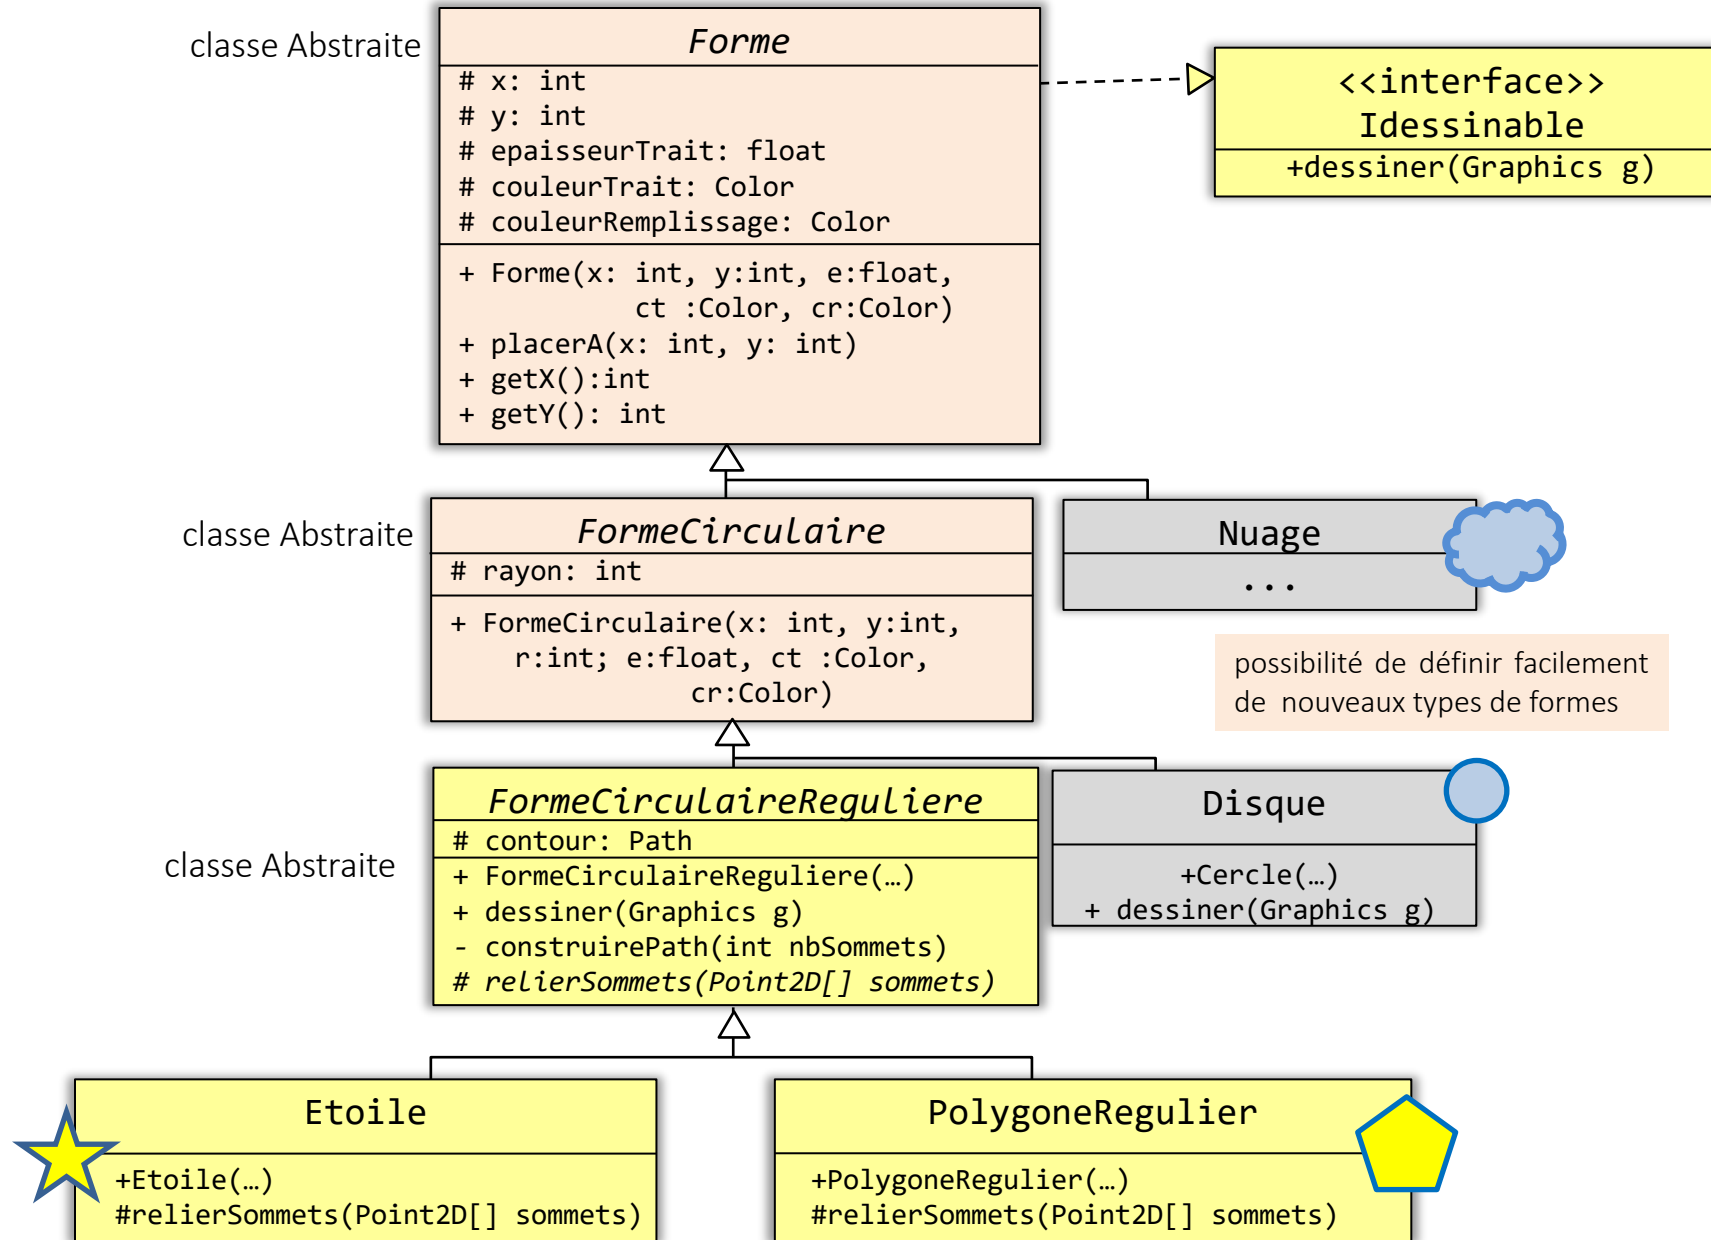 classe Abstraite
Forme
# x: int
# y: int
# epaisseurTrait: float
# couleurTrait: Color
# couleurRemplissage: Color
+ Forme(x: int, y:int, e:float,
ct :Color, cr:Color)
+ placerA(x: int, y: int)
+ getX():int
+ getY(): int
<<interface>>
Idessinable
+dessiner(Graphics g)
classe Abstraite
FormeCirculaire
# rayon: int
+ FormeCirculaire(x: int, y:int,
r:int; e:float, ct :Color,
cr:Color)
Nuage
...
possibilité de définir facilement
de nouveaux types de formes
classe Abstraite
FormeCirculaireReguliere
# contour: Path
+ FormeCirculaireReguliere(…)
+ dessiner(Graphics g)
- construirePath(int nbSommets)
# relierSommets(Point2D[] sommets)
Disque
+Cercle(…)
+ dessiner(Graphics g)
Etoile
+Etoile(…)
#relierSommets(Point2D[] sommets)
PolygoneRegulier
+PolygoneRegulier(…)
#relierSommets(Point2D[] sommets)